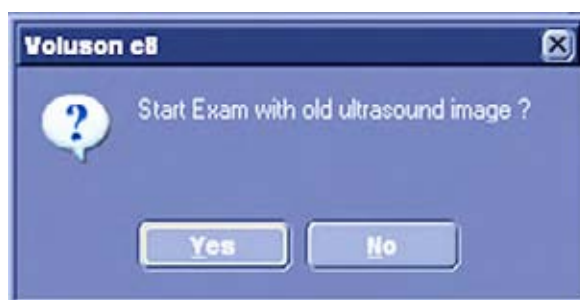 Voluson e8
Start Exam with old ultrasound image ?
Yes
No